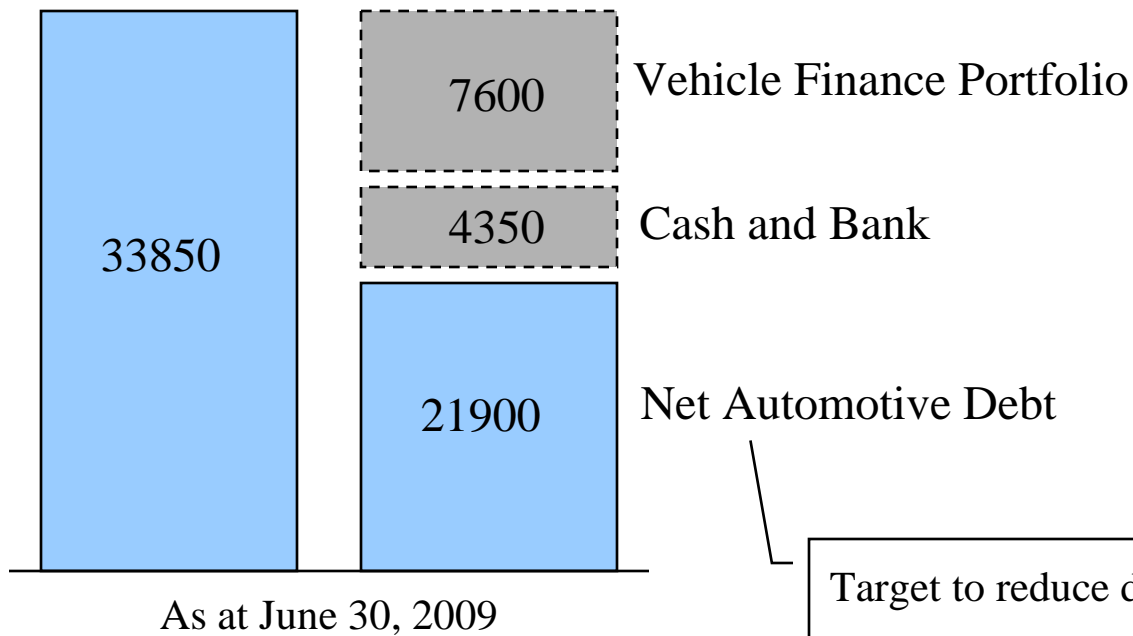 7600
Vehicle Finance Portfolio
4350
Cash and Bank
33850
21900
Net Automotive Debt
Target to reduce
As at June 30, 2009